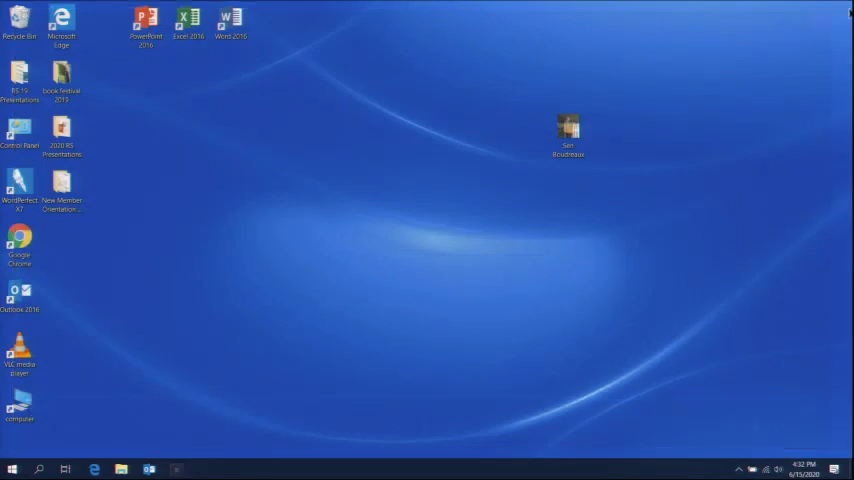 Recycle Bin
Microsoft
Edge
PowerPoint
2016
Excel 2016
Word 2016
RS 19
Presentations
book festival
2019
Sen
Boudreaux
Control Panel
2020 RS
Presentations
WordPerfect
X7
New Member
Orientation...
Google
Chrome
Outlook 2016
VLC media
player
computer
4:32 PM
6/15/2020